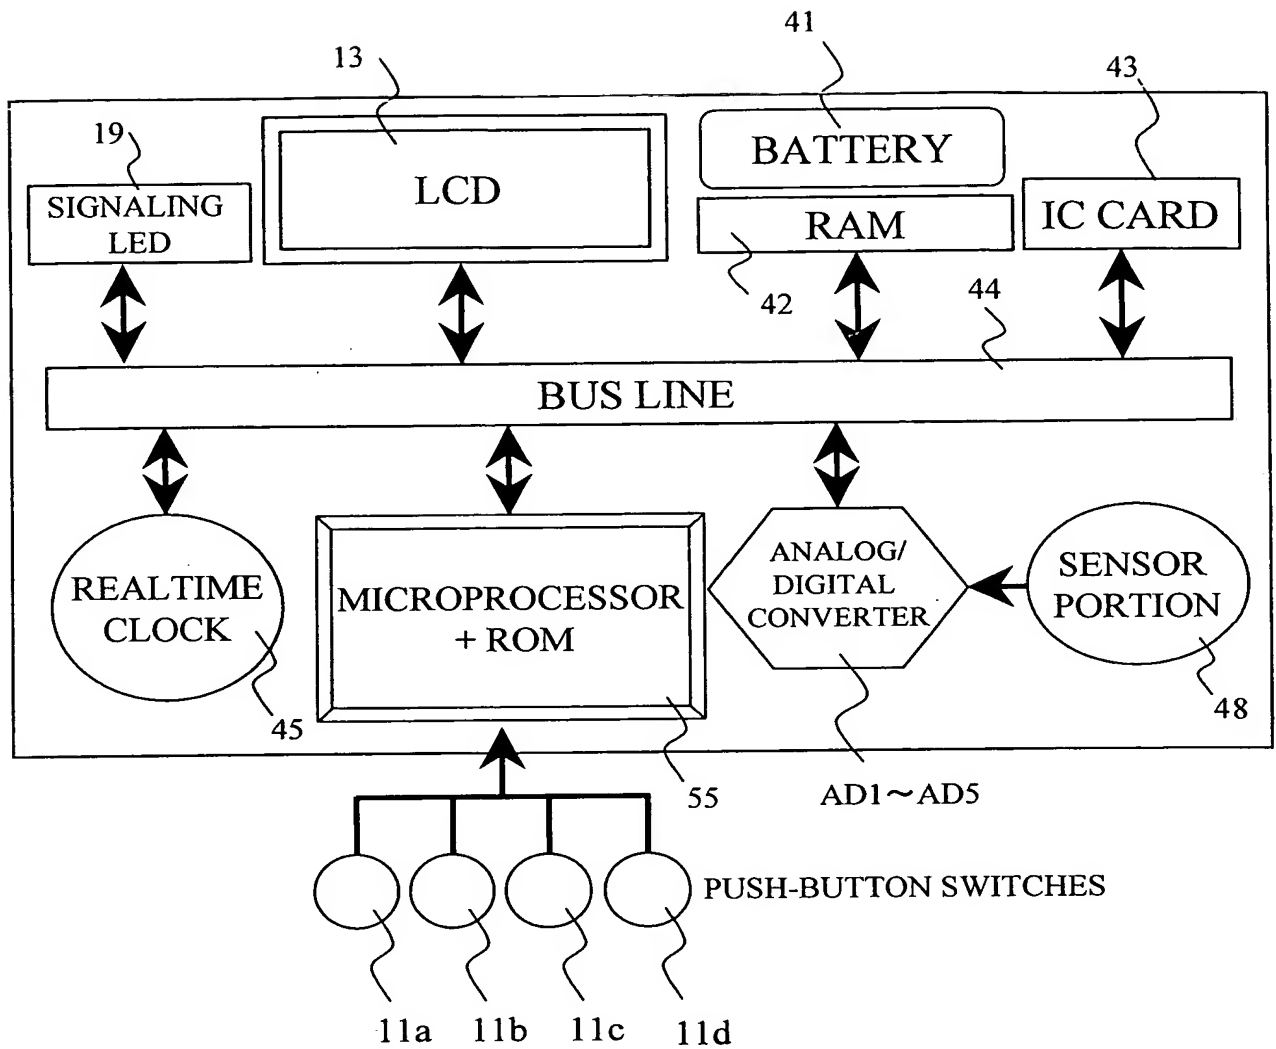 41
13
43
19
BATTERY
LCD
SIGNALING
LED
RAM
IC CARD
42
44
BUS LINE
REALTIME
CLOCK
MICROPROCESSOR
+ ROM
ANALOG/
DIGITAL
CONVERTER
SENSOR
PORTION
45
48
55
AD1～AD5
PUSH-BUTTON SWITCHES
11a
11b
11c
11d